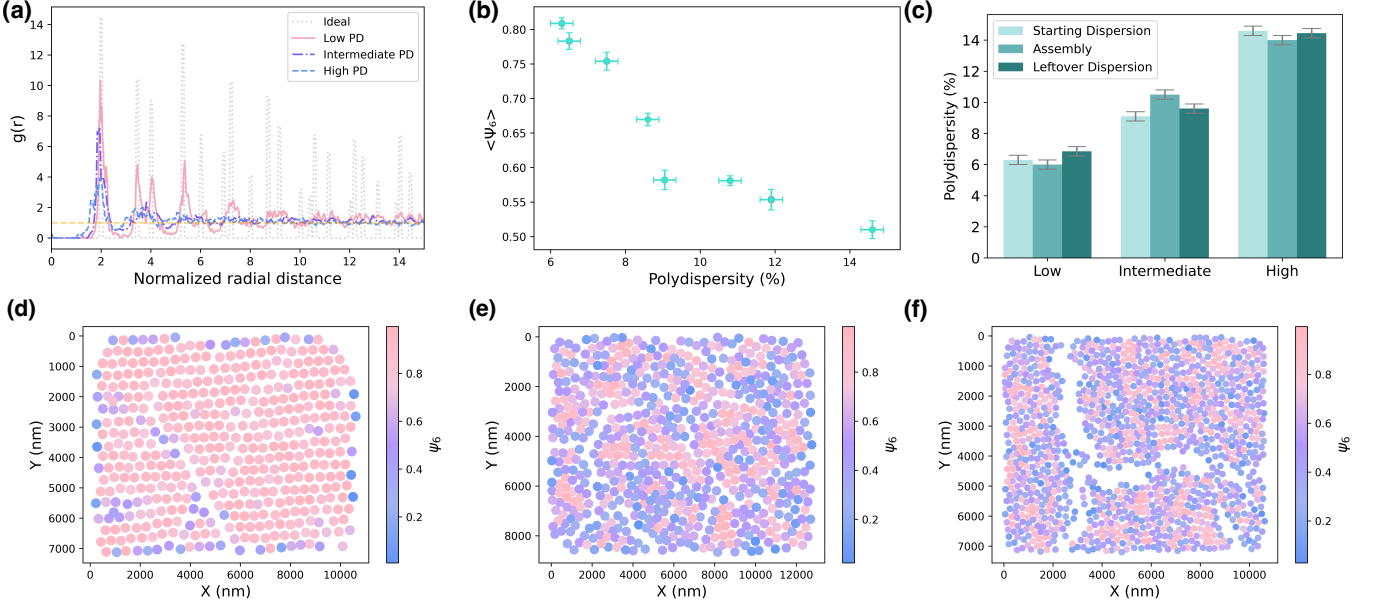 (a)
14
12
10
8
6
4
2
0
g(r)
0 2 4 6 8 10 12 14
Normalized radial distance
Ideal
Low PD
Intermediate PD
High PD
(b)
0.80
0.75
0.70
0.65
0.60
0.55
0.50
<Ψ6>
6 8 10 12 14
Polydispersity (%)
(c)
14
12
10
8
6
4
2
0
Polydispersity (%)
Starting Dispersion
Assembly
Leftover Dispersion
Low Intermediate High
(d)
0
1000
2000
3000
4000
5000
6000
7000
Y (nm)
0 2000 4000 6000 8000 10000
X (nm)
0.8
0.6
0.4
0.2
ψ6
(e)
0
2000
4000
6000
8000
Y (nm)
0 2000 4000 6000 8000 10000 12000
X (nm)
0.8
0.6
0.4
0.2
ψ6
(f)
0
1000
2000
3000
4000
5000
6000
7000
Y (nm)
0 2000 4000 6000 8000 10000
X (nm)
0.8
0.6
0.4
0.2
ψ6